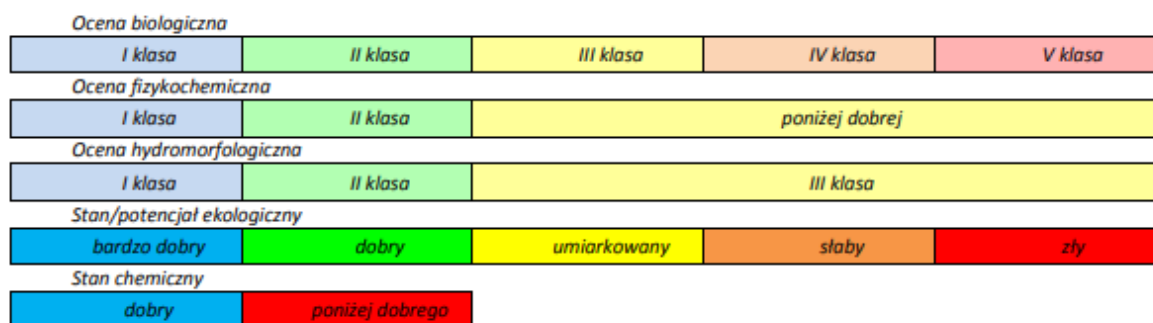 Ocena biologiczna
I klasa II klasa III klasa IV klasa V klasa
Ocena fizykochemiczna
I klasa II klasa poniżej dobrej
Ocena hydromorfologiczna
I klasa II klasa III klasa
Stan/potencjał ekologiczny
bardzo dobry dobry umiarkowany słaby zły
Stan chemiczny
dobry poniżej dobrego